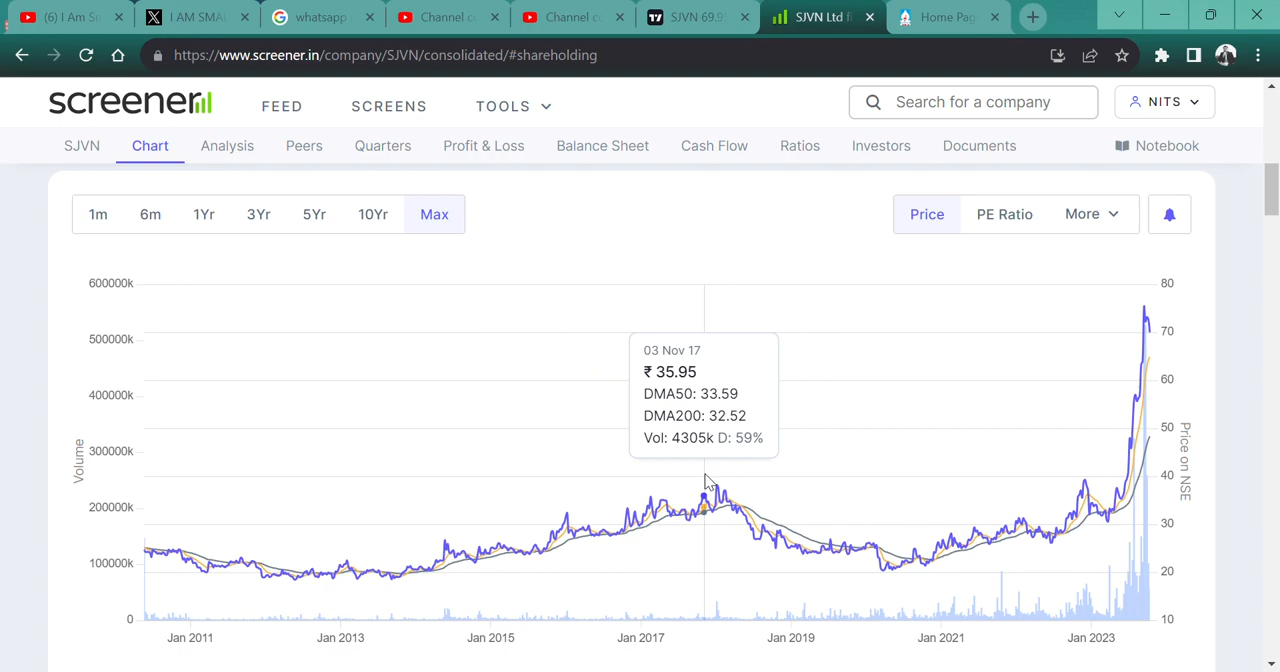 (6) I Am Sm
I AM SMAL
whatsapp
Channel co
Channel co
SJVN 69.9
SJVN Ltd fi
Home Pag
https://www.screener.in/company/SJVN/consolidated/#shareholding
screener
FEED
SCREENS
TOOLS
Search for a company
NITS
SJVN
Chart
Analysis
Peers
Quarters
Profit & Loss
Balance Sheet
Cash Flow
Ratios
Investors
Documents
Notebook
1m
6m
1Yr
3Yr
5Yr
10Yr
Max
Price
PE Ratio
More
600000k
500000k
400000k
300000k
200000k
100000k
0
Volume
03 Nov 17
₹ 35.95
DMA50: 33.59
DMA200: 32.52
Vol: 4305k D: 59%
80
70
60
50
40
30
20
10
Price on NSE
Jan 2011
Jan 2013
Jan 2015
Jan 2017
Jan 2019
Jan 2021
Jan 2023